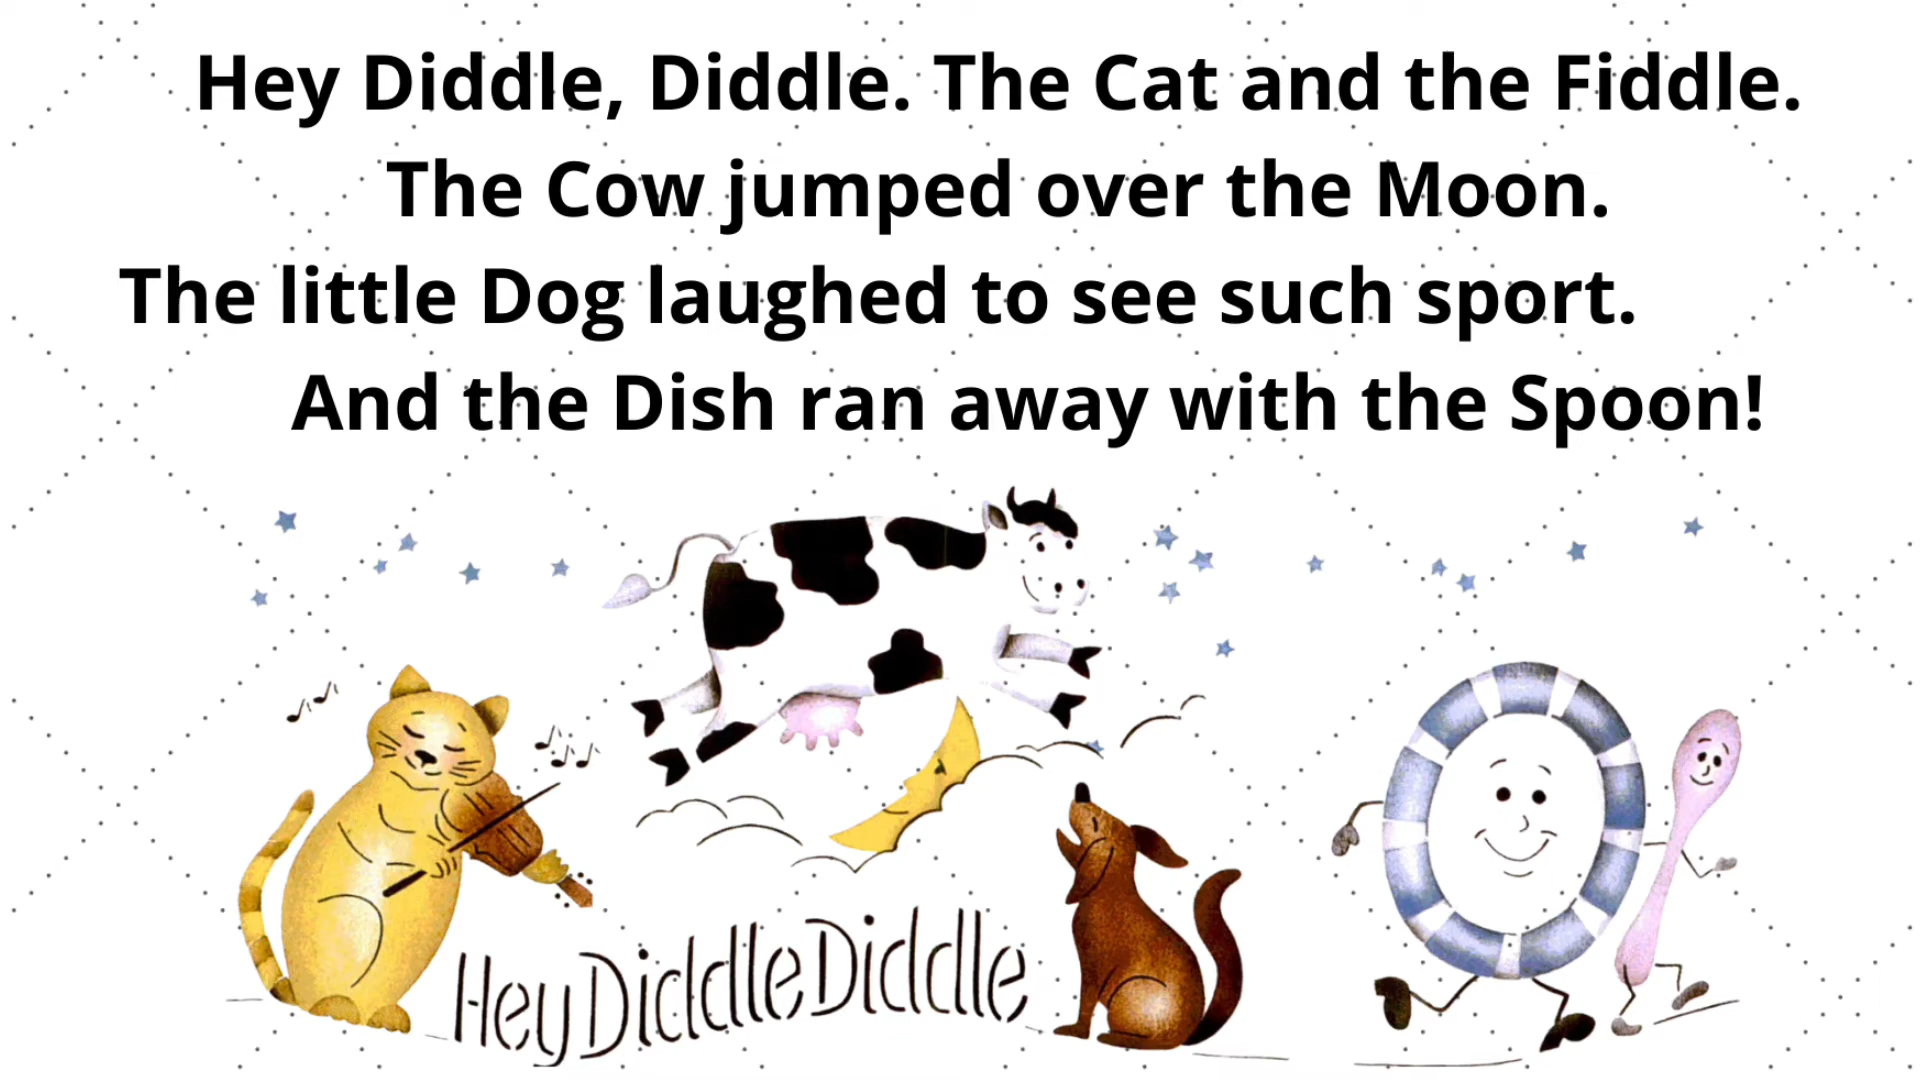 Hey Diddle, Diddle. The Cat and the Fiddle.
The Cow jumped over the Moon.
The little Dog laughed to see such sport.
And the Dish ran away with the Spoon!
Hey Diddle Diddle